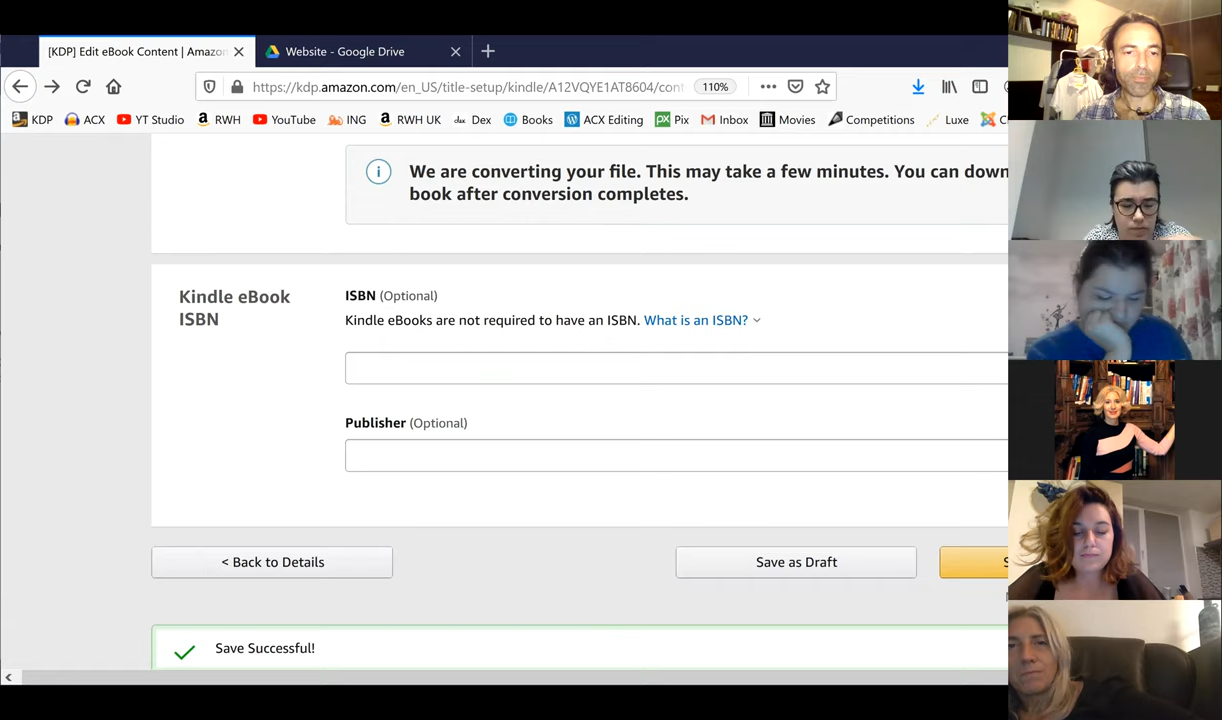 [KDP] Edit eBook Content | Amazon
Website - Google Drive
https://kdp.amazon.com/en_US/title-setup/kindle/A12VQYE1AT8604/cont
110%
KDP ACX YT Studio RWH YouTube ING RWH UK Dex Books ACX Editing Pix Inbox Movies Competitions Luxe C
We are converting your file. This may take a few minutes. You can down
book after conversion completes.
Kindle eBook
ISBN
ISBN (Optional)
Kindle eBooks are not required to have an ISBN. What is an ISBN?
Publisher (Optional)
< Back to Details
Save as Draft
S
Save Successful!